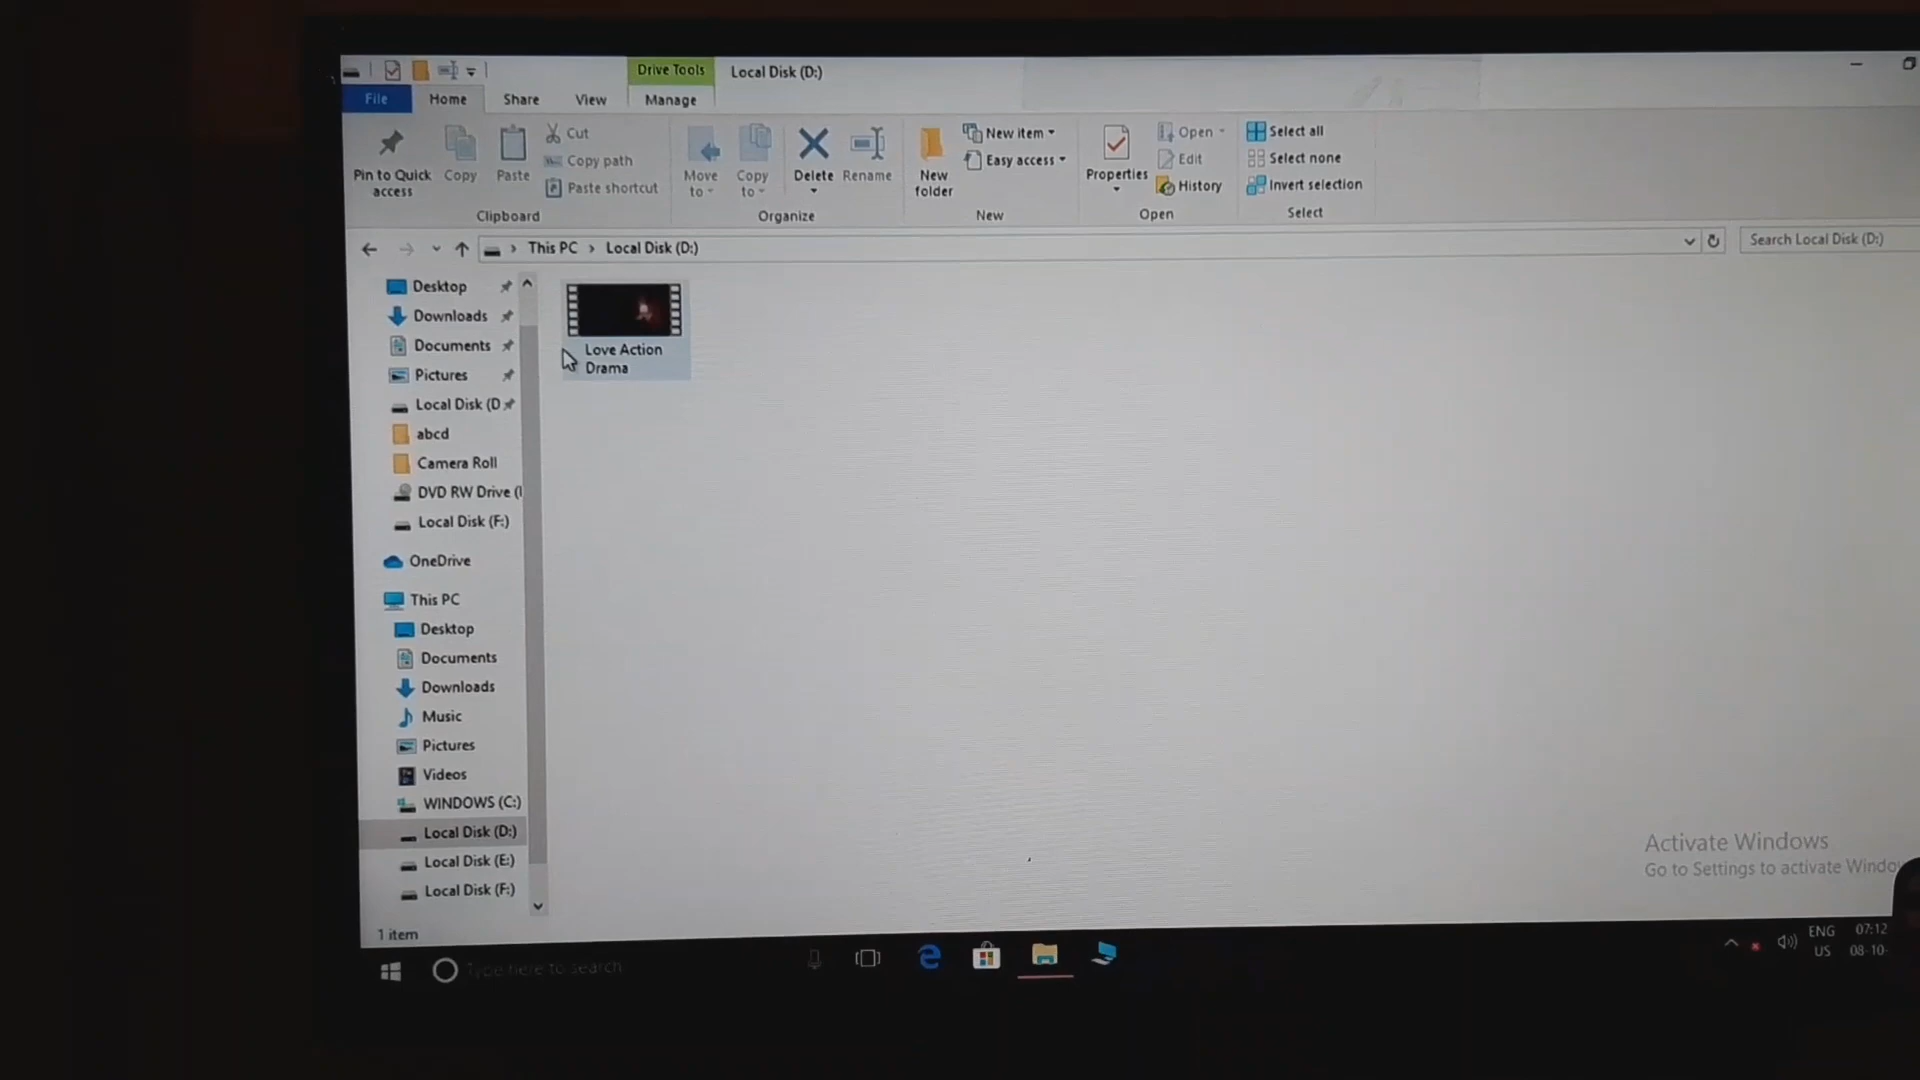 Drive Tools
Local Disk (D:)
File
Home
Share
View
Manage
Pin to Quick
access
Copy
Paste
Cut
Copy path
Paste shortcut
Clipboard
Move
to
Copy
to
Delete
Rename
Organize
New
folder
New item
Easy access
New
Properties
Open
Edit
History
Open
Select all
Select none
Invert selection
Select
This PC
Local Disk (D:)
Search Local Disk (D:)
Desktop
Downloads
Documents
Pictures
Local Disk (D
abcd
Camera Roll
DVD RW Drive (
Local Disk (F:)
OneDrive
This PC
Desktop
Documents
Downloads
Music
Pictures
Videos
WINDOWS (C:)
Local Disk (D:)
Local Disk (E:)
Local Disk (F:)
Love Action
Drama
Activate Windows
Go to Settings to activate Windo
1 item
Type here to search
ENG
US
07:12
08-10-